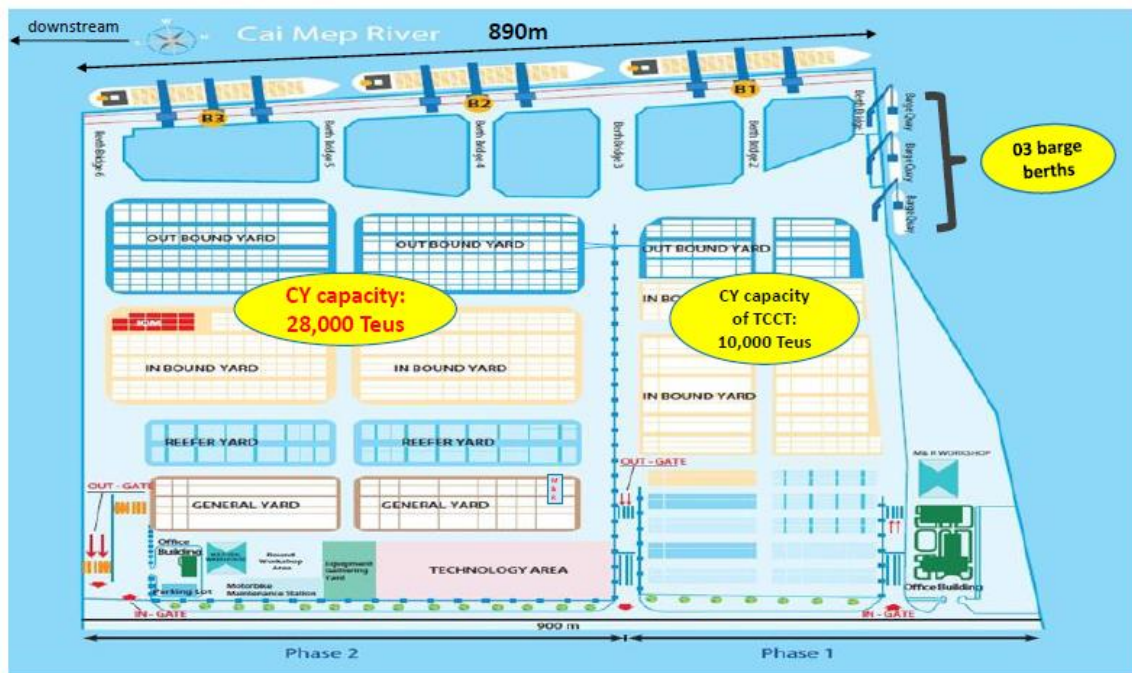 downstream
Cai Mep River
890m
B3
B2
B1
Berth Bridge 6
Berth Bridge 5
Berth Bridge 4
Berth Bridge 3
Berth Bridge 2
Berth Bridge
Barge Quay
Barge Quay
Barge Quay
03 barge
berths
OUT BOUND YARD
OUT BOUND YARD
OUT BOUND YARD
CY capacity:
28,000 Teus
CY capacity
of TCCT:
10,000 Teus
IN BOUND YARD
IN BOUND YARD
IN BOUND YARD
REEFER YARD
REEFER YARD
OUT - GATE
M& R WORKSHOP
OUT - GATE
GENERAL YARD
GENERAL YARD
Office
Building
Bound
Workshop
Area
Equipment
Gathering
Yard
TECHNOLOGY AREA
Parking Lot
Motorbike
Maintenance Station
Office Building
IN - GATE
IN - GATE
900 m
Phase 2
Phase 1